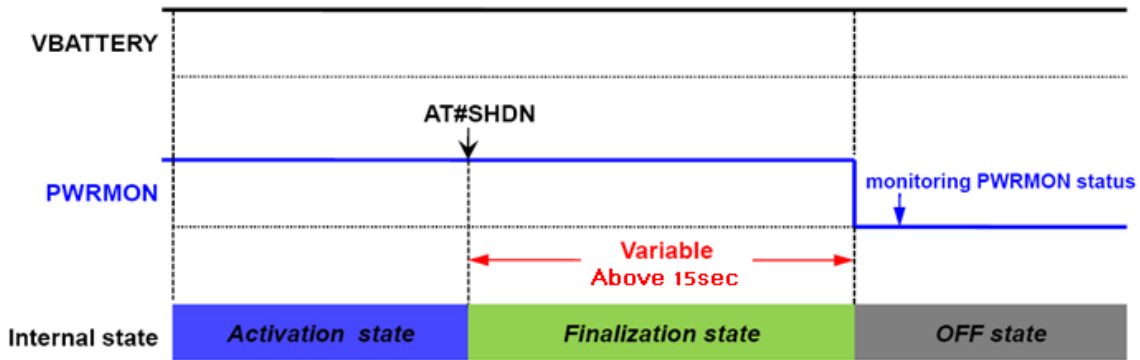 VBATTERY
AT#SHDN
PWRMON
monitoring PWRMON status
Variable
Above 15sec
Internal state
Activation state
Finalization state
OFF state